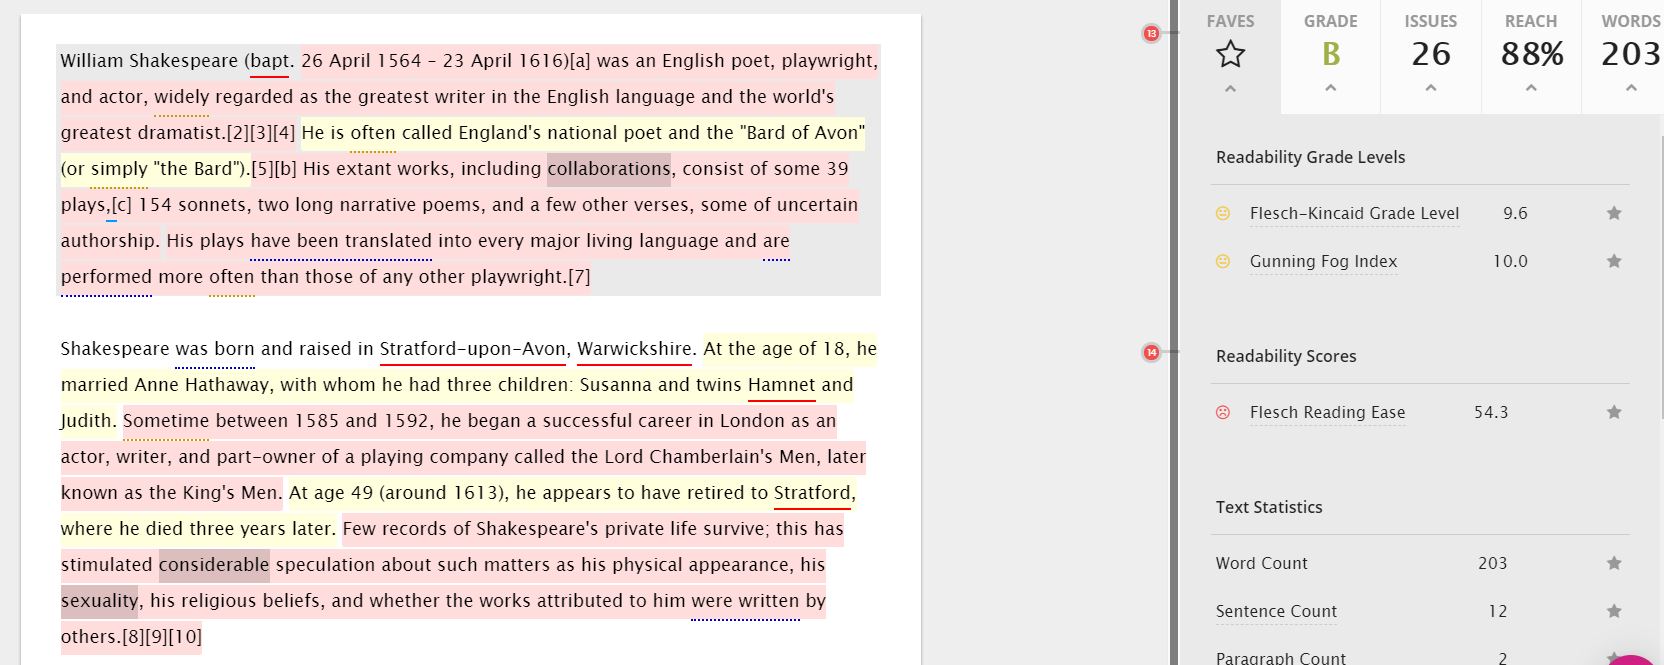 William Shakespeare (bapt. 26 April 1564 – 23 April 1616)[a] was an English poet, playwright,
and actor, widely regarded as the greatest writer in the English language and the world's
greatest dramatist.[2][3][4] He is often called England's national poet and the "Bard of Avon"
(or simply "the Bard").[5][b] His extant works, including collaborations, consist of some 39
plays,[c] 154 sonnets, two long narrative poems, and a few other verses, some of uncertain
authorship. His plays have been translated into every major living language and are
performed more often than those of any other playwright.[7]
Shakespeare was born and raised in Stratford-upon-Avon, Warwickshire. At the age of 18, he
married Anne Hathaway, with whom he had three children: Susanna and twins Hamnet and
Judith. Sometime between 1585 and 1592, he began a successful career in London as an
actor, writer, and part-owner of a playing company called the Lord Chamberlain's Men, later
known as the King's Men. At age 49 (around 1613), he appears to have retired to Stratford,
where he died three years later. Few records of Shakespeare's private life survive; this has
stimulated considerable speculation about such matters as his physical appearance, his
sexuality, his religious beliefs, and whether the works attributed to him were written by
others.[8][9][10]
13
14
FAVES GRADE ISSUES REACH WORDS
B 26 88% 203
Readability Grade Levels
Flesch-Kincaid Grade Level 9.6
Gunning Fog Index 10.0
Readability Scores
Flesch Reading Ease 54.3
Text Statistics
Word Count 203
Sentence Count 12
Paragraph Count 2